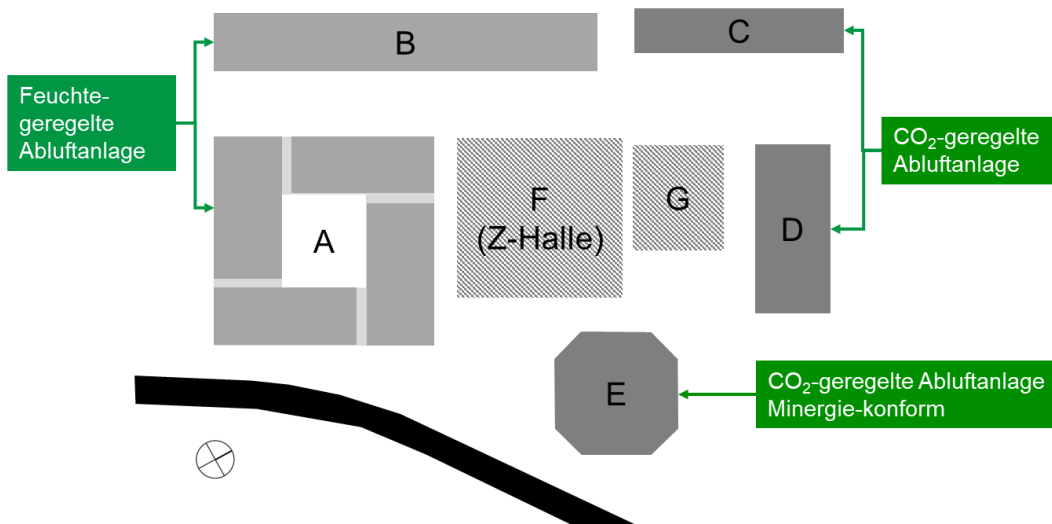 B
C
Feuchte-
geregelte
Abluftanlage
CO₂-geregelte
Abluftanlage
F
(Z-Halle)
G
A
D
E
CO₂-geregelte Abluftanlage
Minergie-konform